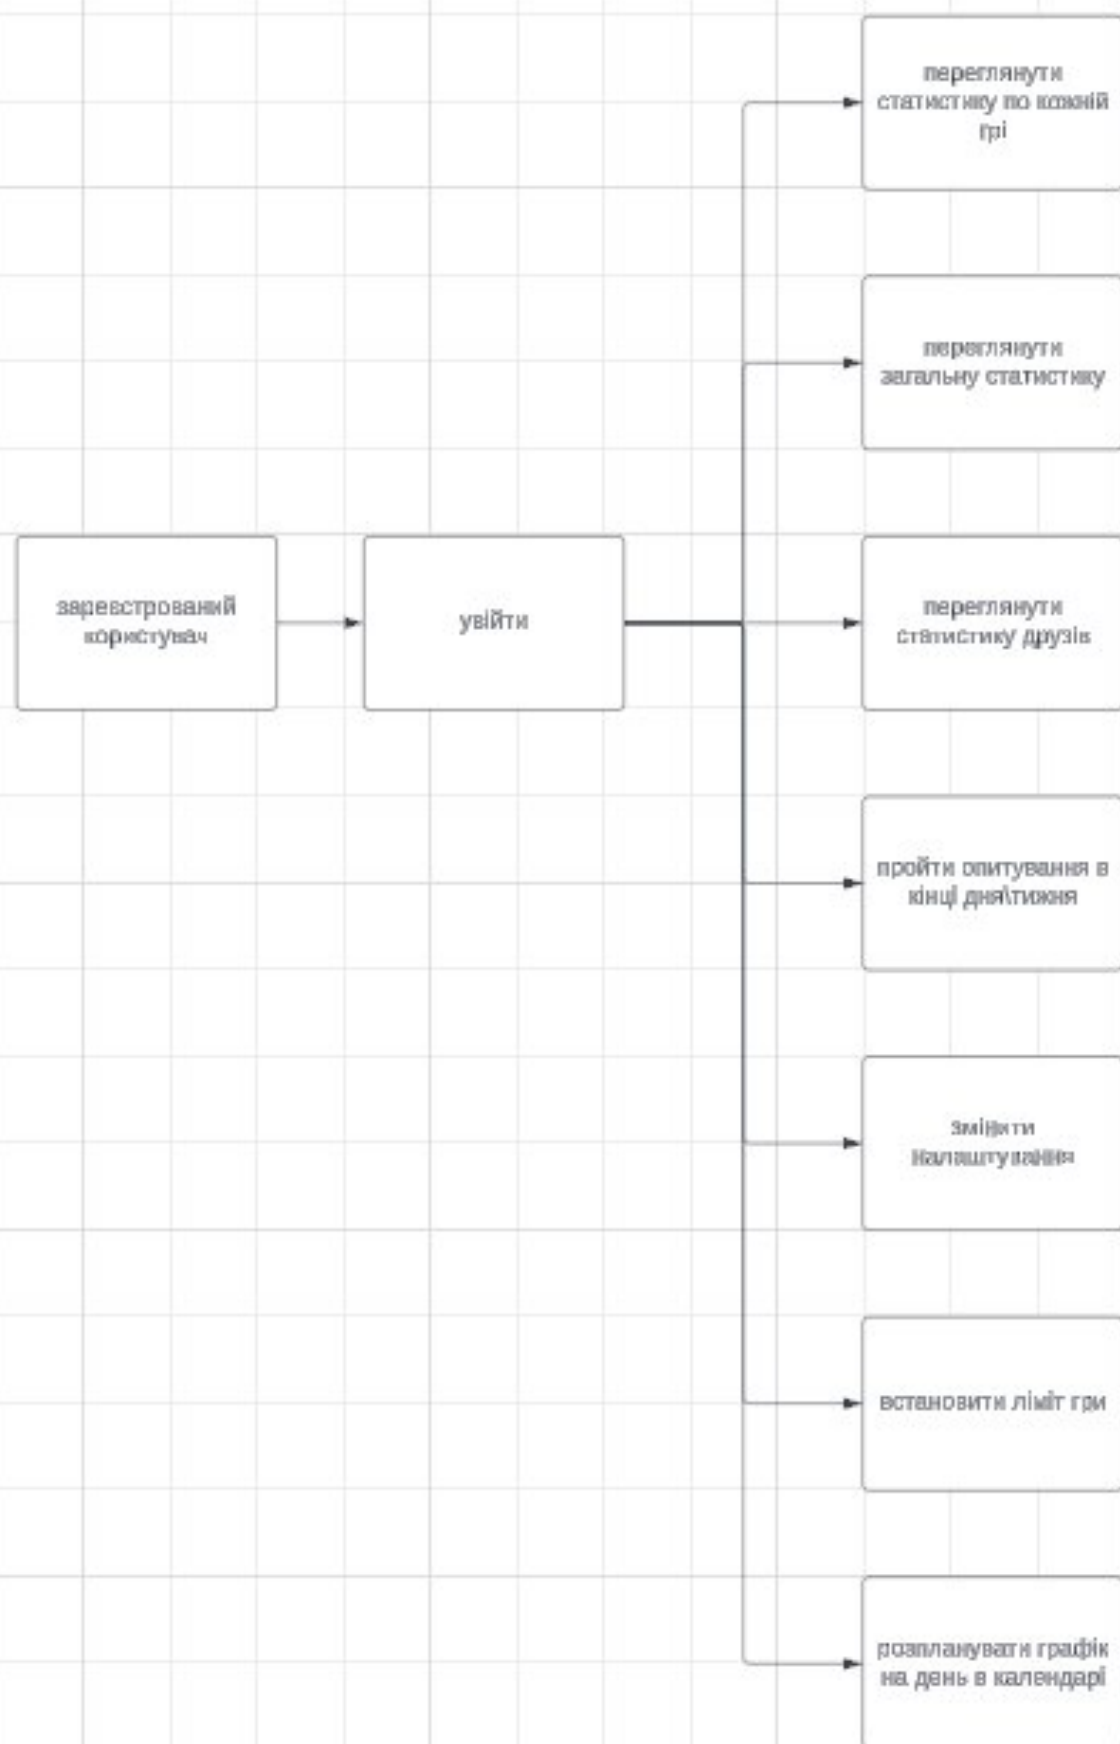 переглянути
статистику по кожній
грі
переглянути
загальну статистику
зареєстрований
користувач
увійти
переглянути
статистику друзів
пройти опитування в
кінці дня\тижня
змінити
налаштування
встановити ліміт гри
розпланувати графік
на день в календарі